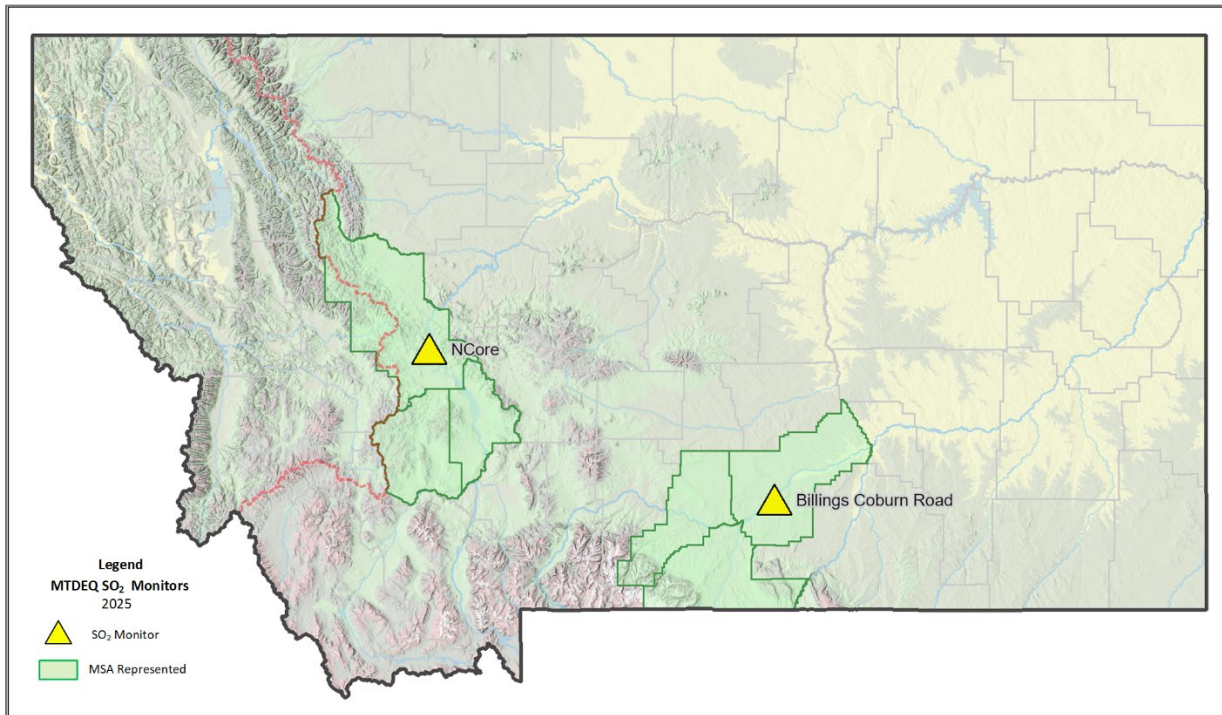 NCore
Billings Coburn Road
Legend
MTDEQ SO₂ Monitors
2025
SO₂ Monitor
MSA Represented